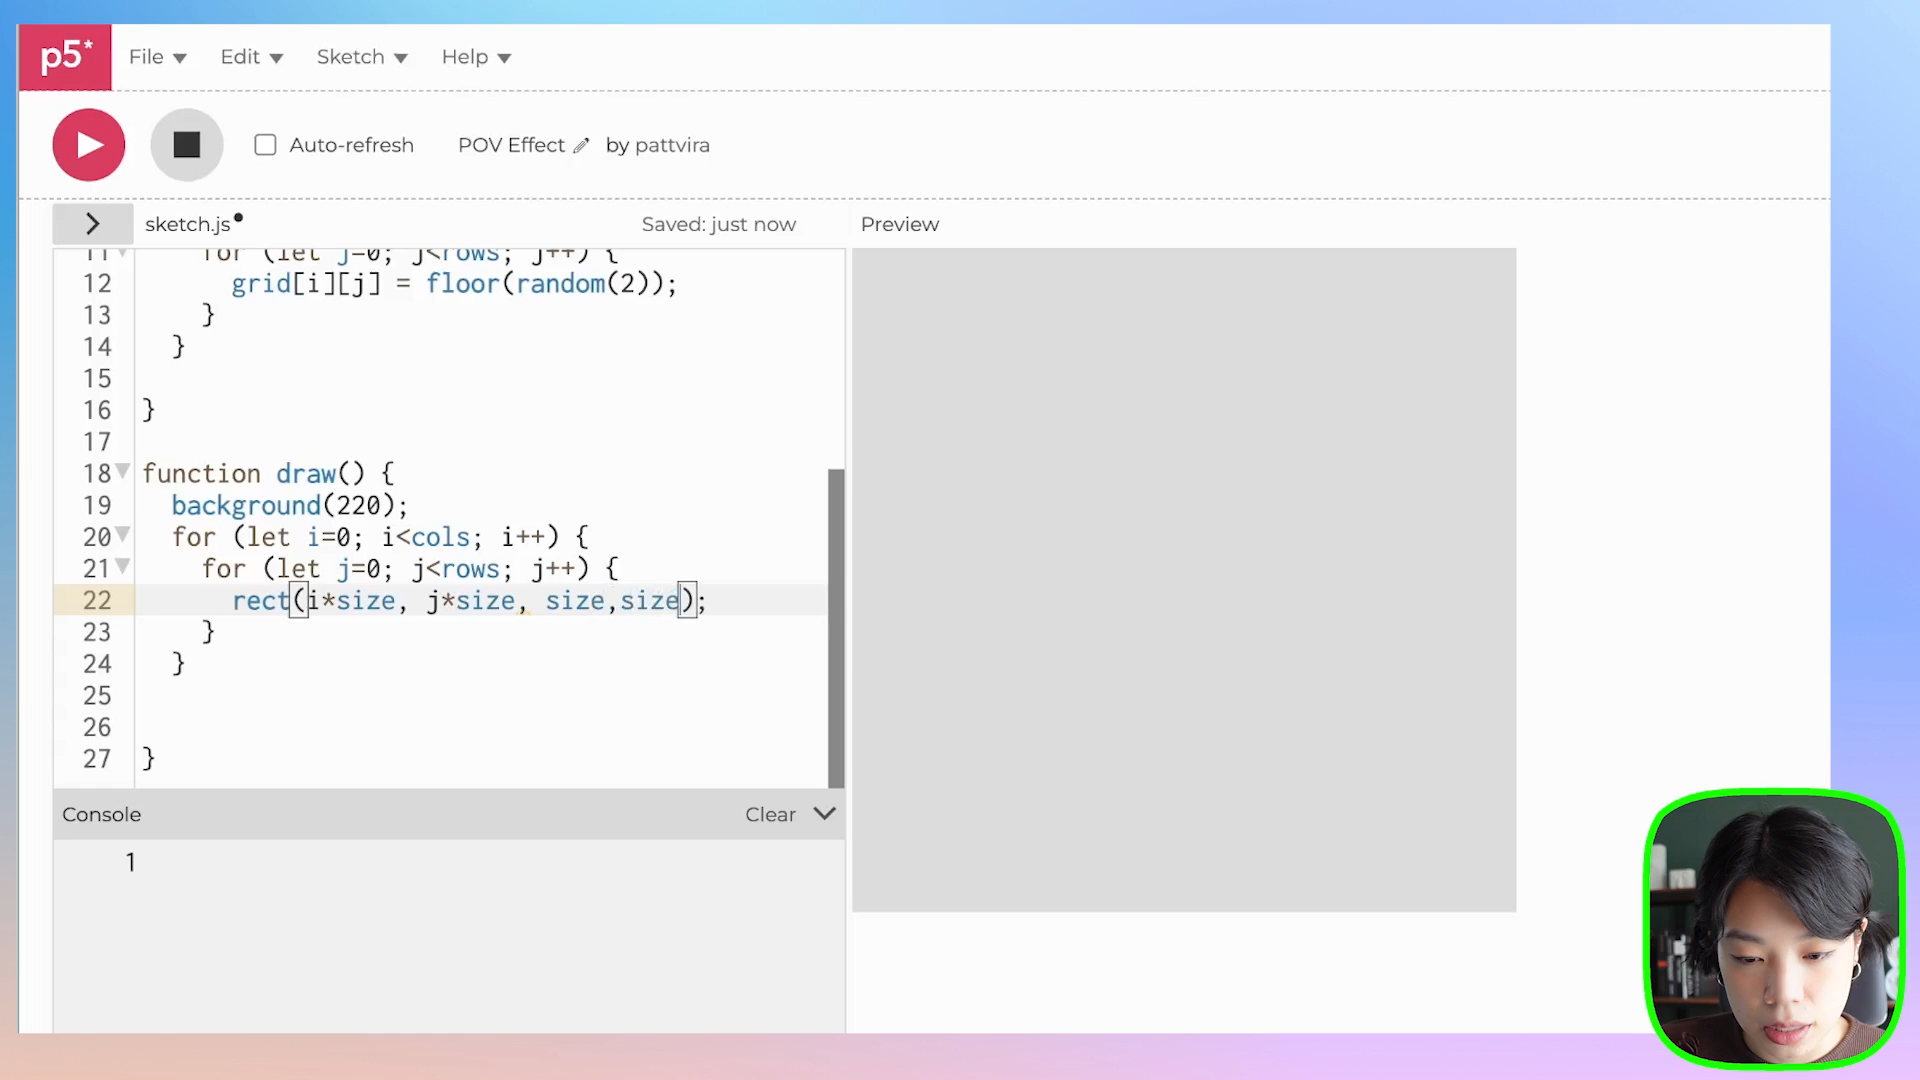 p5* File Edit Sketch Help
Auto-refresh POV Effect by pattvira
sketch.js Saved: just now Preview
11 for (let j=0; j<rows; j++) {
12 grid[i][j] = floor(random(2));
13 }
14 }
15
16 }
17
18 function draw() {
19 background(220);
20 for (let i=0; i<cols; i++) {
21 for (let j=0; j<rows; j++) {
22 rect(i*size, j*size, size,size);
23 }
24 }
25
26
27 }
Console Clear
1